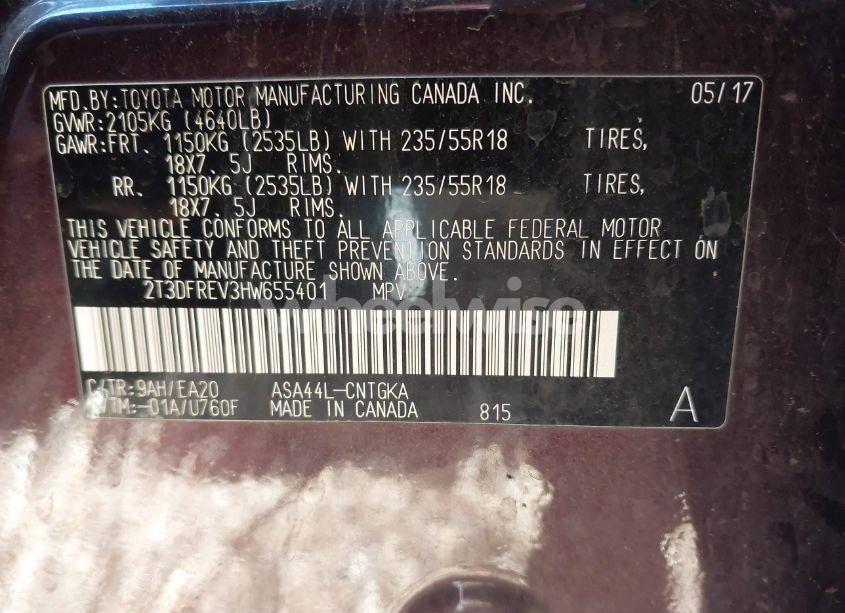 MFD.BY:TOYOTA MOTOR MANUFACTURING CANADA INC. 05/17
GVWR:2105KG (4640LB)
GAWR:FRT. 1150KG (2535LB) WITH 235/55R18 TIRES,
18X7. 5J RIMS.
RR. 1150KG (2535LB) WITH 235/55R18 TIRES,
18X7. 5J RIMS.
THIS VEHICLE CONFORMS TO ALL APPLICABLE FEDERAL MOTOR
VEHICLE SAFETY AND THEFT PREVENTION STANDARDS IN EFFECT ON
THE DATE OF MANUFACTURE SHOWN ABOVE.
2T3DFREV3HW655401 MPV
Wheelwise
C/TR:9AH/EA20 ASA44L-CNTGKA
A/TM:-01A/U760F MADE IN CANADA 815 A